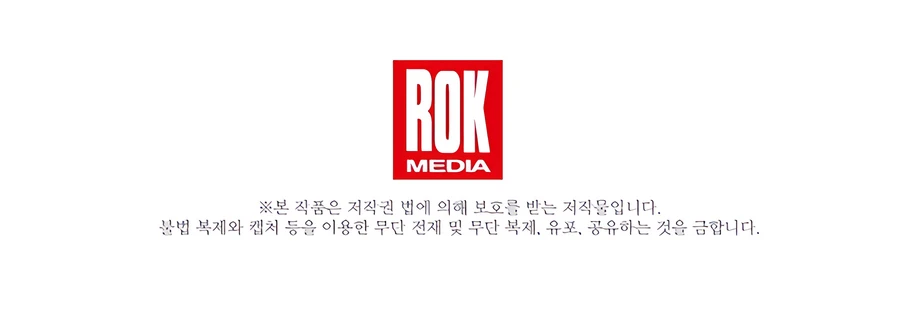 ROK
MEDIA
※본 작품은 저작권 법에 의해 보호를 받는 저작물입니다.
불법 복제와 캡처 등을 이용한 무단 전재 및 무단 복제, 유포, 공유하는 것을 금합니다.